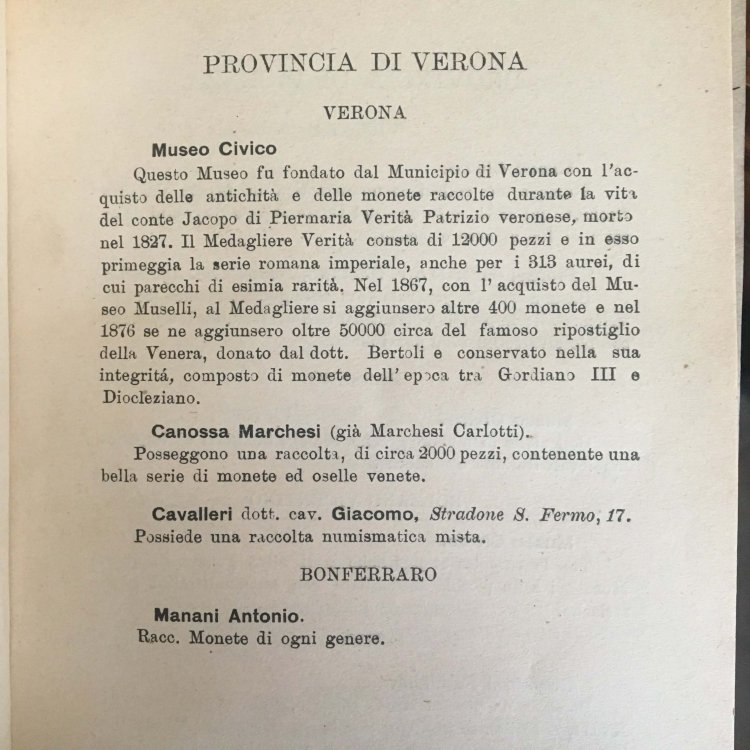 PROVINCIA DI VERONA
VERONA
Museo Civico
Questo Museo fu fondato dal Municipio di Verona con l'ac-
quisto delle antichità e delle monete raccolte durante la vita
del conte Jacopo di Piermaria Verità Patrizio veronese, morto
nel 1827. Il Medagliere Verità consta di 12000 pezzi e in esso
primeggia la serie romana imperiale, anche per i 313 aurei, di
cui parecchi di esimia rarità. Nel 1867, con l' acquisto del Mu-
seo Muselli, al Medagliere si aggiunsero altre 400 monete e nel
1876 se ne aggiunsero oltre 50000 circa del famoso ripostiglio
della Venera, donato dal dott. Bertoli e conservato nella sua
integritá, composto di monete dell' epoca tra Gordiano III e
Diocleziano.
Canossa Marchesi (già Marchesi Carlotti).
Posseggono una raccolta, di circa 2000 pezzi, contenente una
bella serie di monete ed oselle venete.
Cavalleri dott. cav. Giacomo, Stradone S. Fermo, 17.
Possiede una raccolta numismatica mista.
BONFERRARO
Manani Antonio.
Racc. Monete di ogni genere.